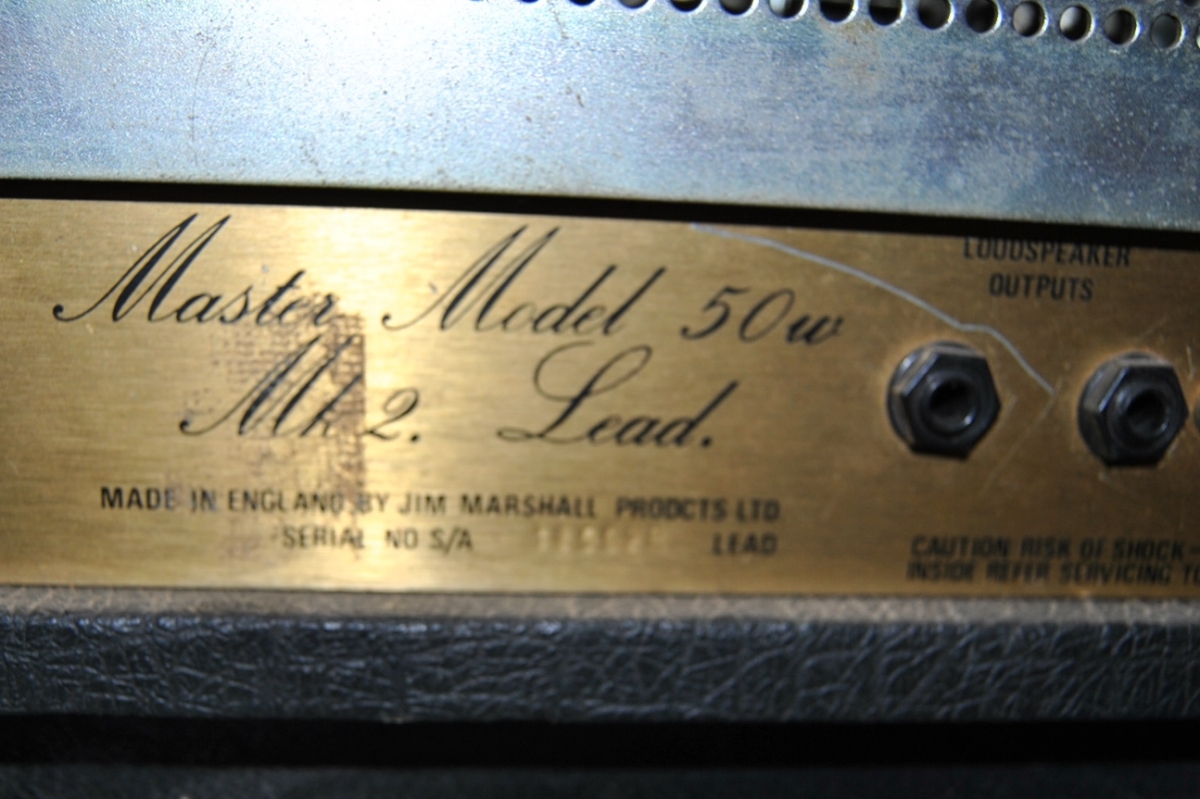 Master Model 50w
Mk 2. Lead.
MADE IN ENGLAND BY JIM MARSHALL PRODCTS LTD
SERIAL NO S/A LEAD
LOUDSPEAKER
OUTPUTS
CAUTION RISK OF SHOCK
INSIDE REFER SERVICING TO